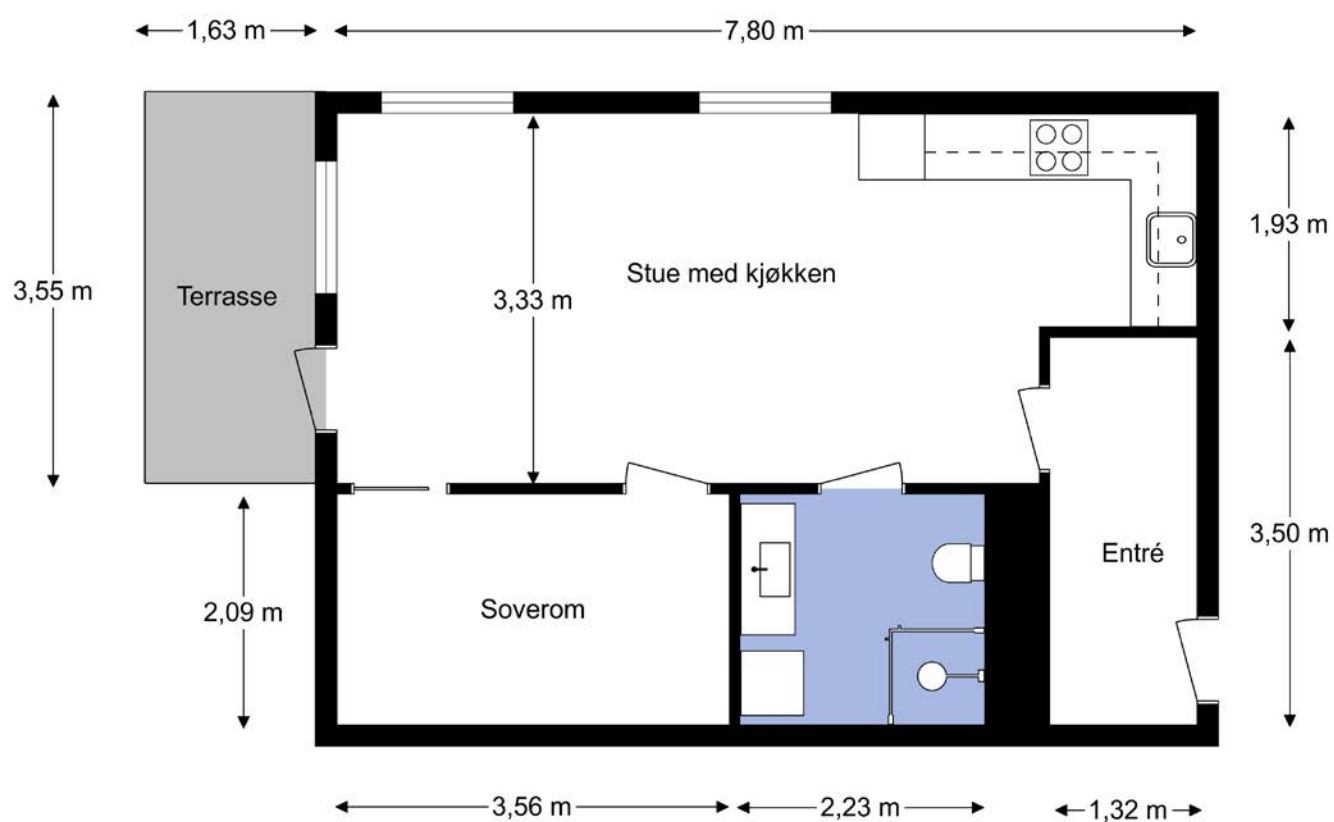 1,63 m
7,80 m
3,55 m
Terrasse
3,33 m
Stue med kjøkken
1,93 m
2,09 m
Soverom
Entré
3,50 m
3,56 m
2,23 m
1,32 m